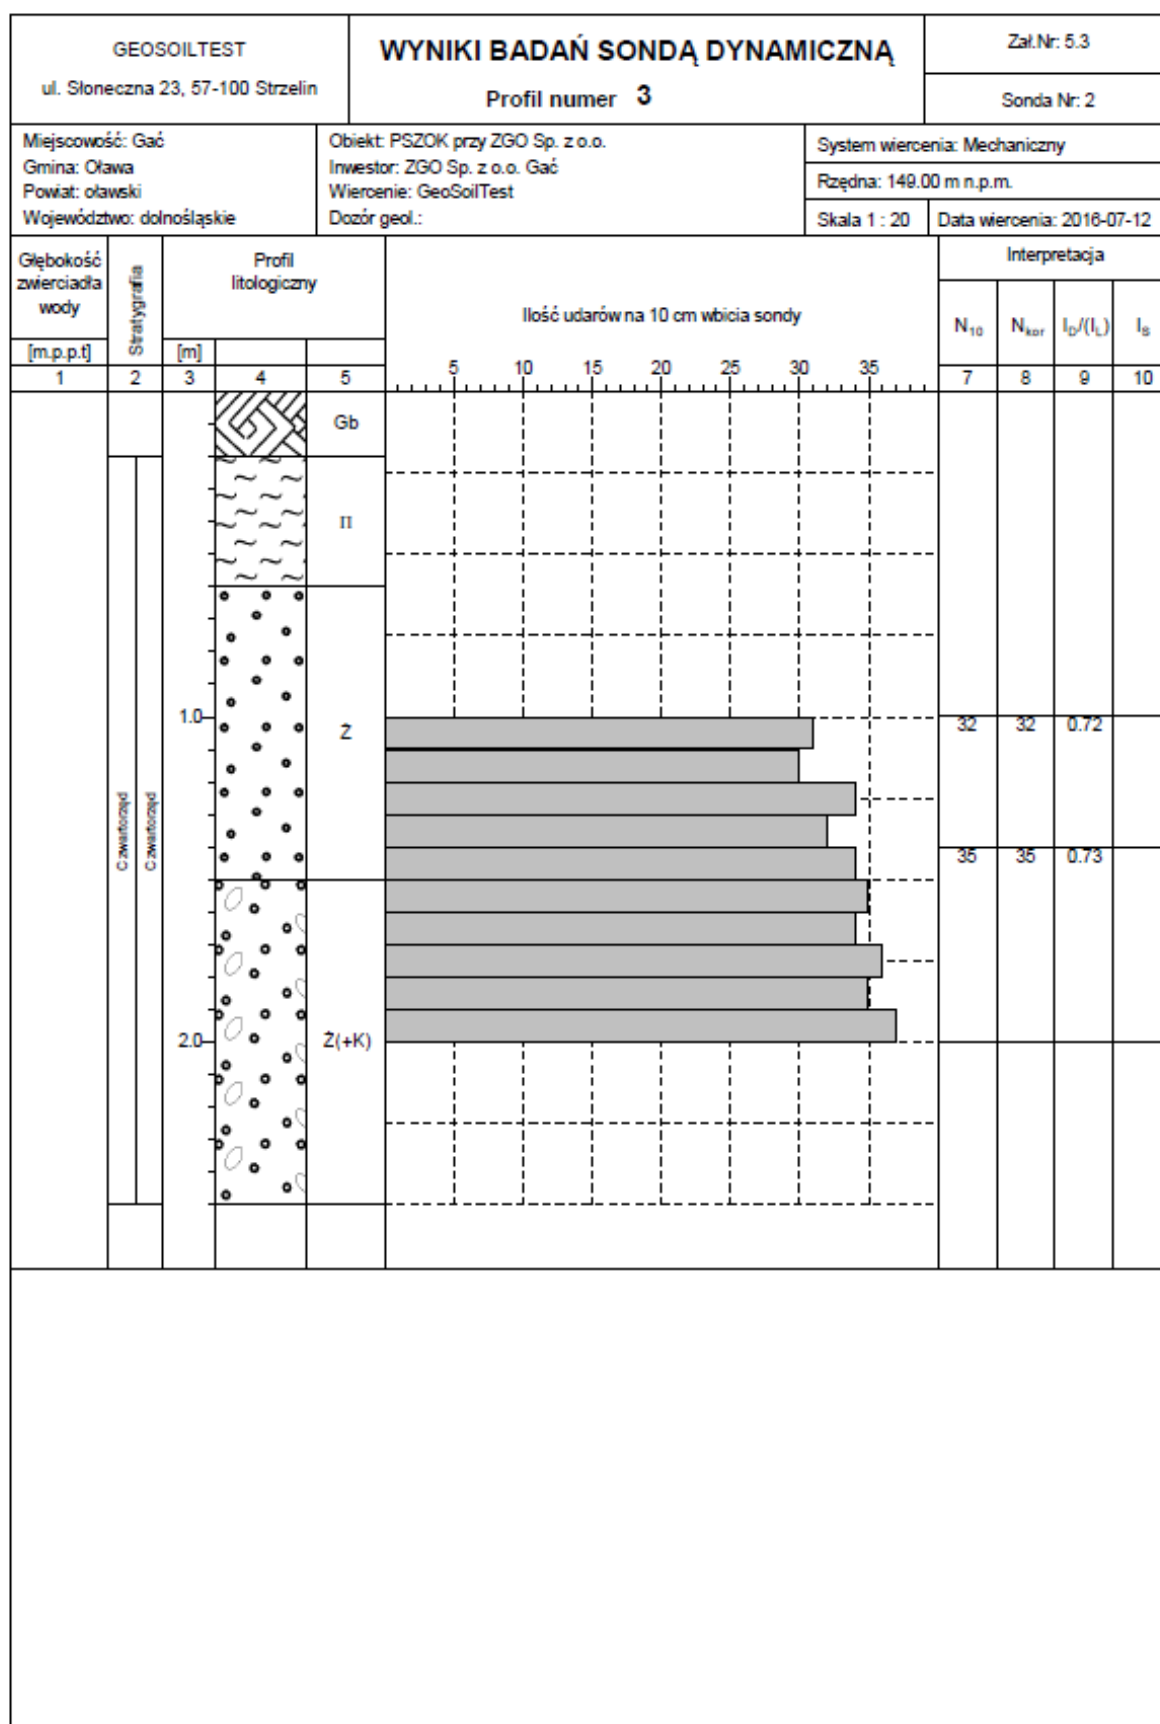 GEOSOILTEST
ul. Słoneczna 23, 57-100 Strzelin
WYNIKI BADAŃ SONDĄ DYNAMICZNĄ
Profil numer 3
Zał.Nr: 5.3
Sonda Nr: 2
Miejscowość: Gać
Gmina: Oława
Powiat: oławski
Województwo: dolnośląskie
Obiekt: PSZOK przy ZGO Sp. z o.o.
Inwestor: ZGO Sp. z o.o. Gać
Wiercenie: GeoSoilTest
Dozór geol.:
System wiercenia: Mechaniczny
Rzędna: 149.00 m n.p.m.
Skala 1 : 20
Data wiercenia: 2016-07-12
Głębokość
zwierciadła
wody
[m.p.p.t]
Stratygrafia
Profil
litologiczny
[m]
Ilość udarów na 10 cm wbicia sondy
5 10 15 20 25 30 35
Interpretacja
N10 Nkor ID/(IL) IS
1 2 3 4 5 7 8 9 10
Gb
Π
Ż
1.0
32 32 0.72
35 35 0.73
Czwartorzęd
Czwartorzęd
2.0
Ż(+K)